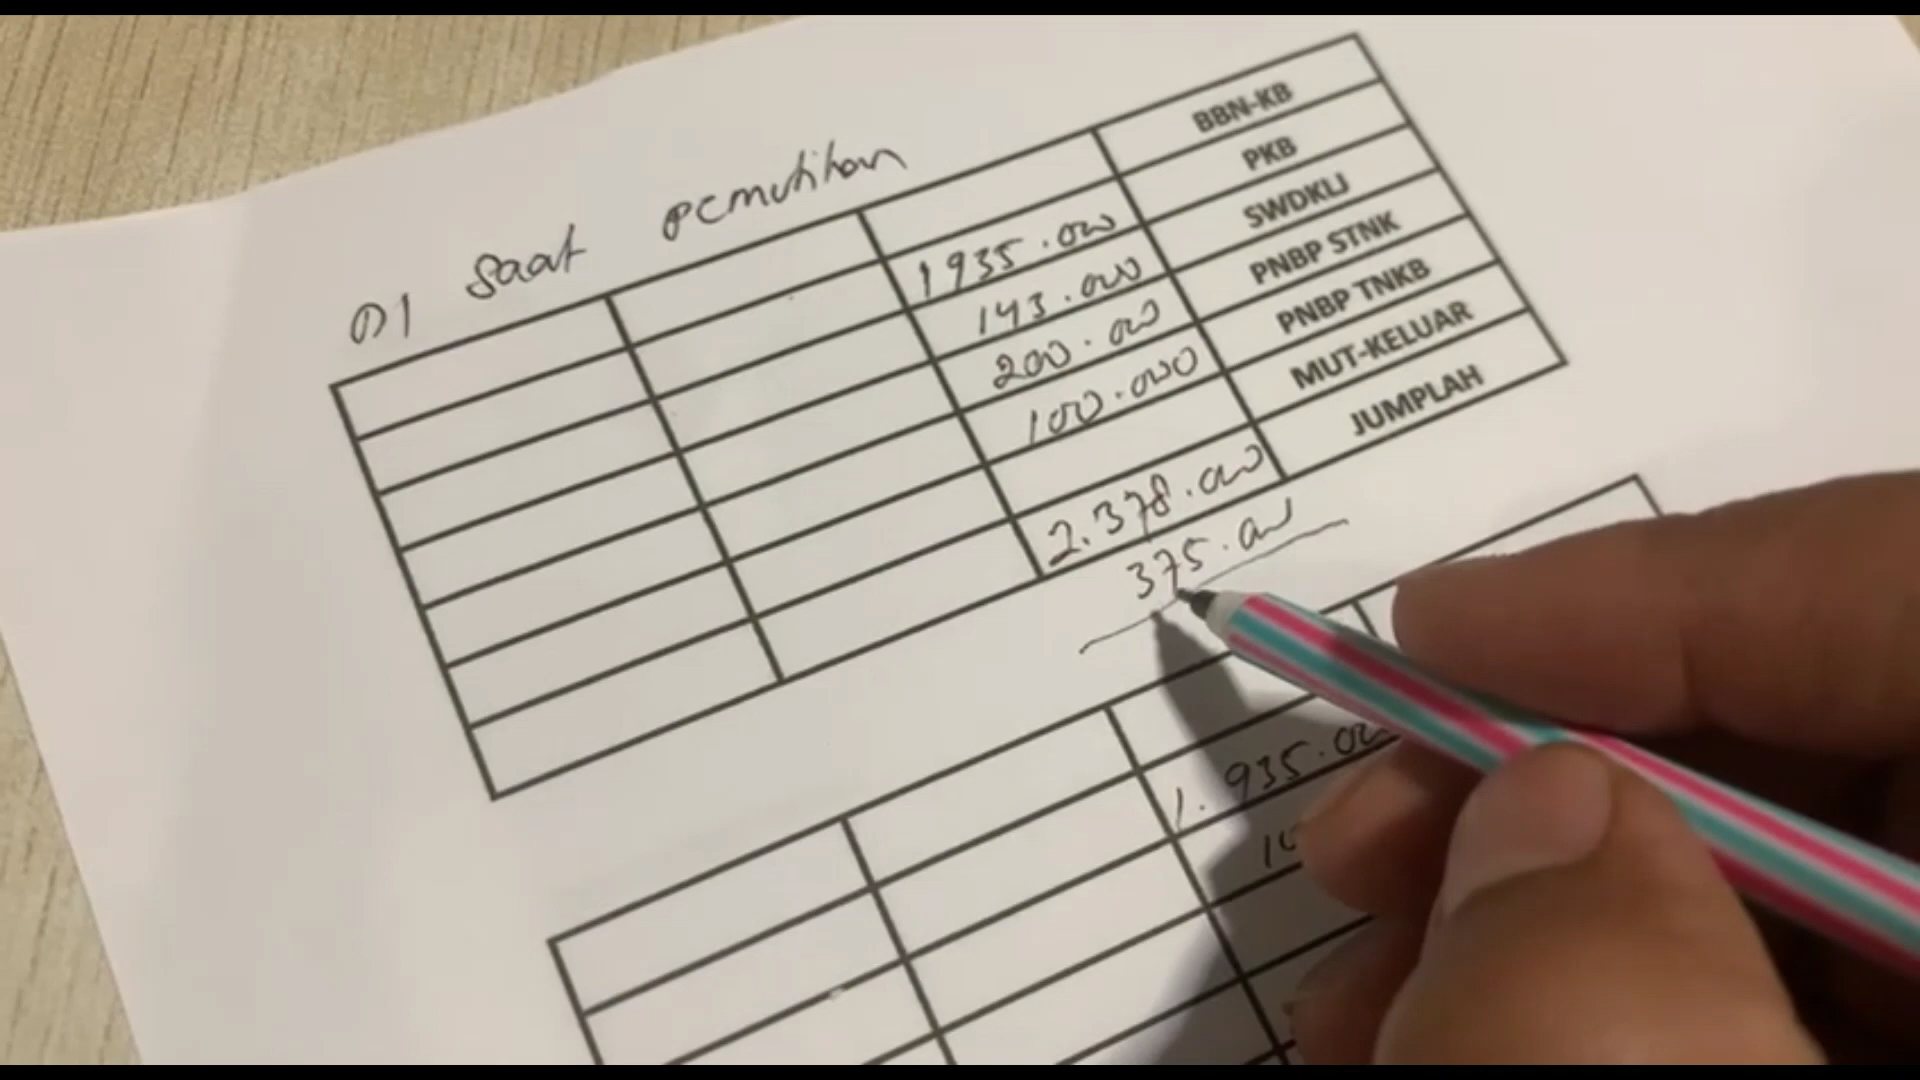 DI saat pemutihan
BBN-KB
1935.000 PKB
143.000 SWDKLJ
200.000 PNBP STNK
100.000 PNBP TNKB
MUT-KELUAR
2.378.000 JUMPLAH
375.000
1.935.000